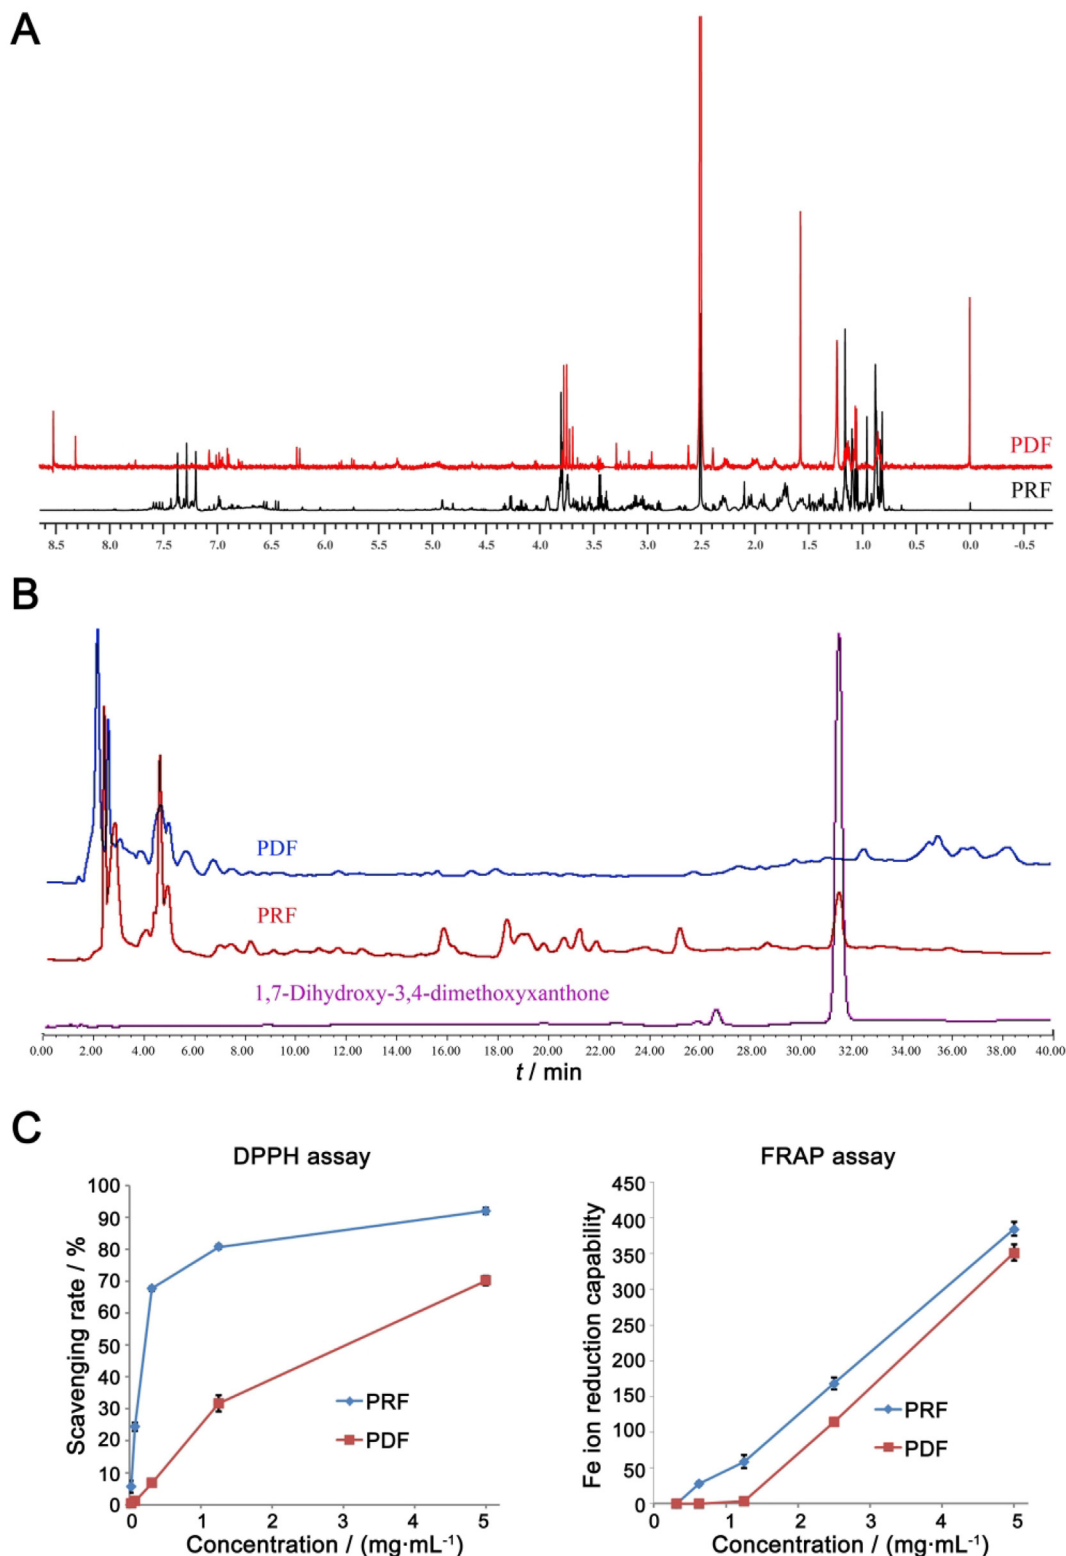 A
PDF
PRF
8.5 8.0 7.5 7.0 6.5 6.0 5.5 5.0 4.5 4.0 3.5 3.0 2.5 2.0 1.5 1.0 0.5 0.0 -0.5
B
PDF
PRF
1,7-Dihydroxy-3,4-dimethoxyxanthone
0.00 2.00 4.00 6.00 8.00 10.00 12.00 14.00 16.00 18.00 20.00 22.00 24.00 26.00 28.00 30.00 32.00 34.00 36.00 38.00 40.00
t / min
C
DPPH assay
Scavenging rate / %
100
90
80
70
60
50
40
30
20
10
0
PRF
PDF
0 1 2 3 4 5
Concentration / (mg·mL⁻¹)
FRAP assay
Fe ion reduction capability
450
400
350
300
250
200
150
100
50
0
PRF
PDF
0 1 2 3 4 5
Concentration / (mg·mL⁻¹)